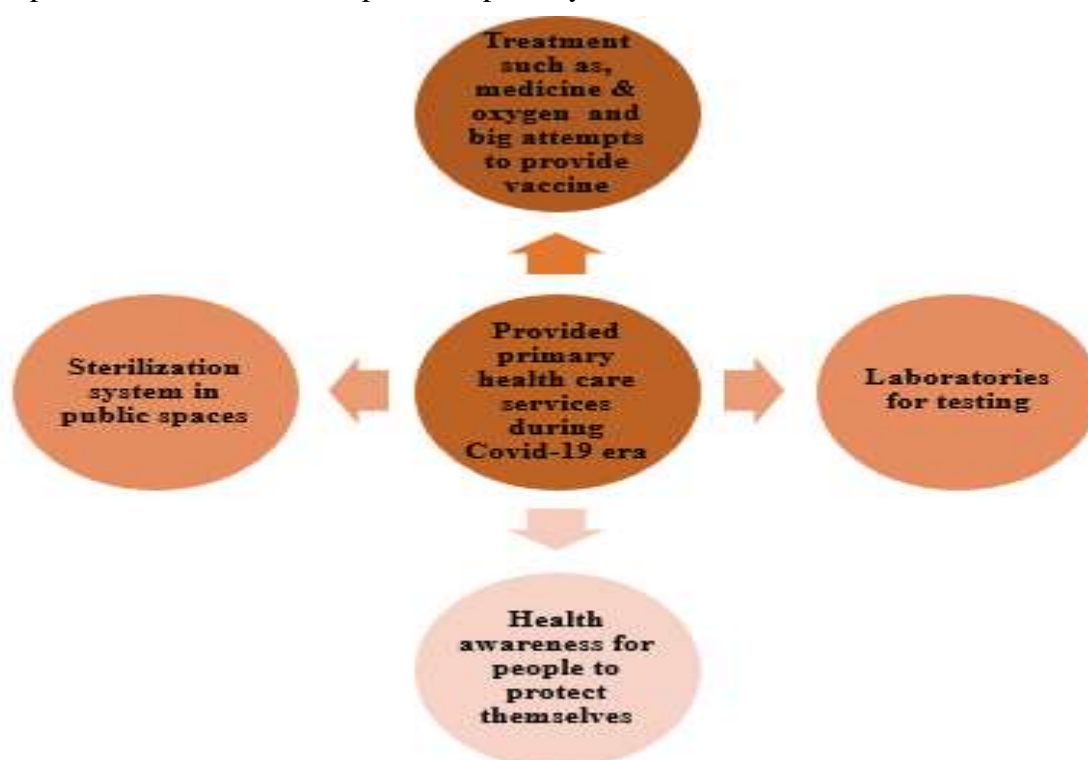 Treatment
such as,
medicine &
oxygen and
big attempts
to provide
vaccine
Sterilization
system in
public spaces
Provided
primary
health care
services
during
Covid-19 era
Laboratories
for testing
Health
awareness for
people to
protect
themselves